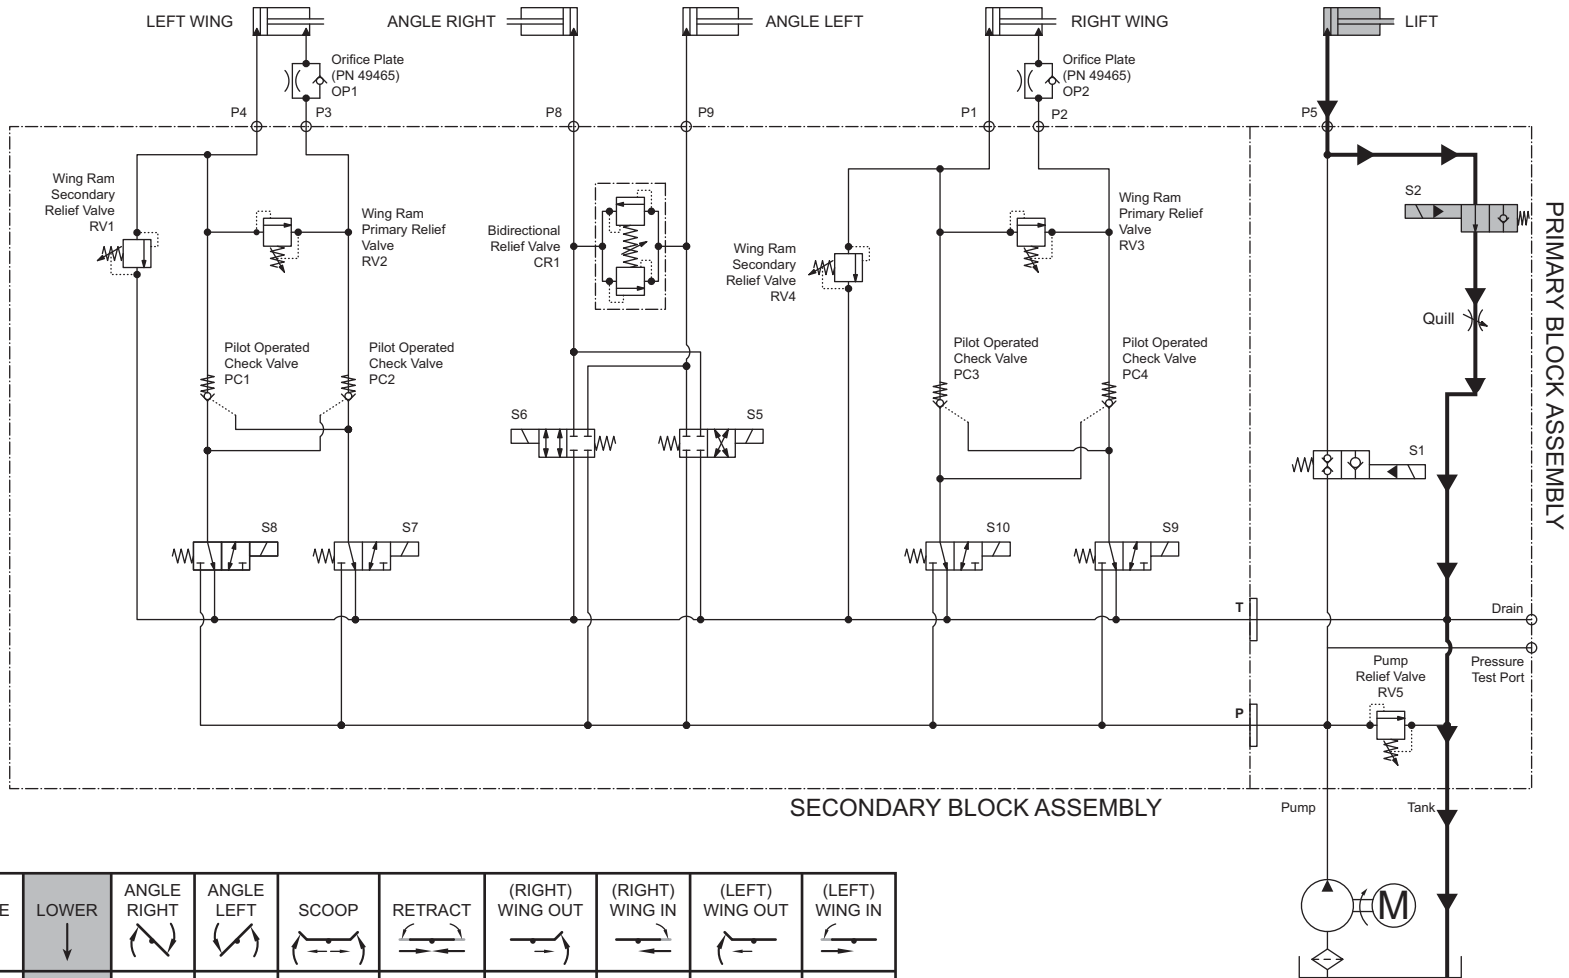 LEFT WING
ANGLE RIGHT
ANGLE LEFT
RIGHT WING
LIFT
Orifice Plate
(PN 49465)
OP1
Orifice Plate
(PN 49465)
OP2
P4
P3
P8
P9
P1
P2
P5
Wing Ram
Secondary
Relief Valve
RV1
Wing Ram
Primary Relief
Valve
RV2
Bidirectional
Relief Valve
CR1
Wing Ram
Secondary
Relief Valve
RV4
Wing Ram
Primary Relief
Valve
RV3
S2
Quill
PRIMARY BLOCK ASSEMBLY
Pilot Operated
Check Valve
PC1
Pilot Operated
Check Valve
PC2
Pilot Operated
Check Valve
PC3
Pilot Operated
Check Valve
PC4
S6
S5
S1
S8
S7
S10
S9
T
Drain
Pressure
Test Port
Pump
Relief Valve
RV5
P
SECONDARY BLOCK ASSEMBLY
Pump
Tank
M
E
LOWER
ANGLE
RIGHT
ANGLE
LEFT
SCOOP
RETRACT
(RIGHT)
WING OUT
(RIGHT)
WING IN
(LEFT)
WING OUT
(LEFT)
WING IN